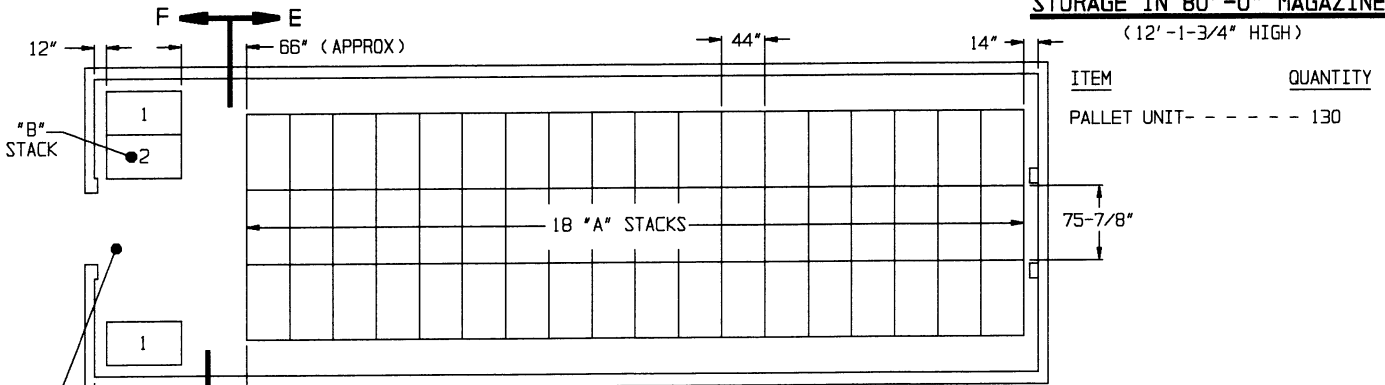 STORAGE IN 80'-0" MAGAZINE
(12'-1-3/4" HIGH)
F E
12" 66" (APPROX) 44" 14"
ITEM QUANTITY
PALLET UNIT- - - - - - 130
1
"B"
STACK
2
18 "A" STACKS
75-7/8"
1